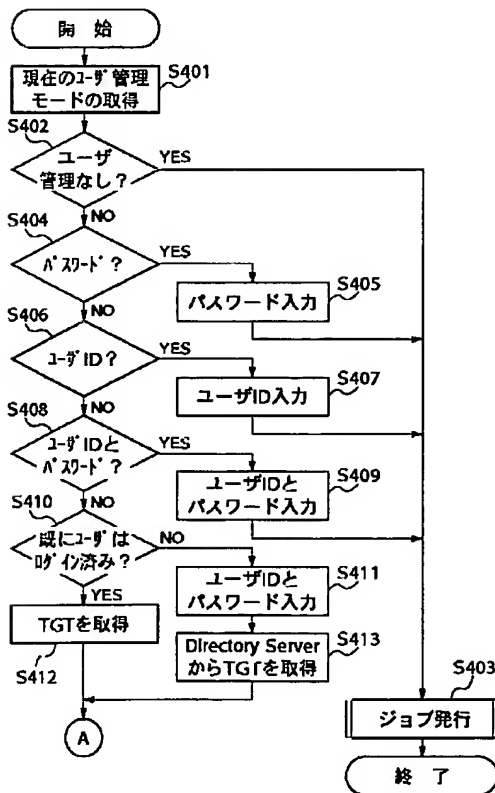 開 始
S401
現在のﾕｰｻﾞ管理
モードの取得
S402
ユーザ
管理なし？
YES
NO
S404
ﾊﾟｽﾜｰﾄﾞ？
YES
S405
パスワード入力
NO
S406
ﾕｰｻﾞID？
YES
S407
ユーザID入力
NO
S408
ﾕｰｻﾞIDと
ﾊﾟｽﾜｰﾄﾞ？
YES
S409
ユーザIDと
パスワード入力
NO
S410
既にﾕｰｻﾞは
ﾛｸﾞｲﾝ済み？
NO
S411
ユーザIDと
パスワード入力
YES
TGTを取得
S412
Directory Server
からTGTを取得
S413
A
S403
ジョブ発行
終 了